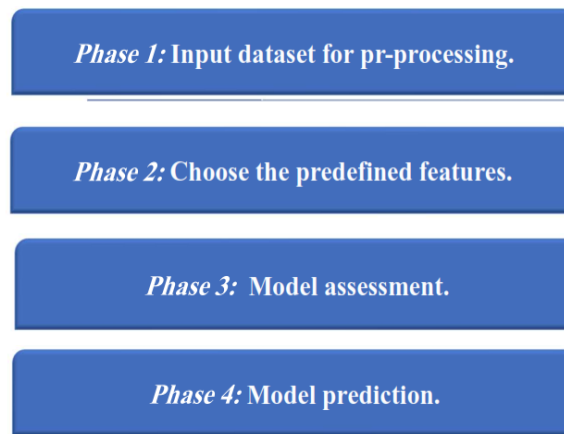 Phase 1: Input dataset for pr-processing.
Phase 2: Choose the predefined features.
Phase 3: Model assessment.
Phase 4: Model prediction.